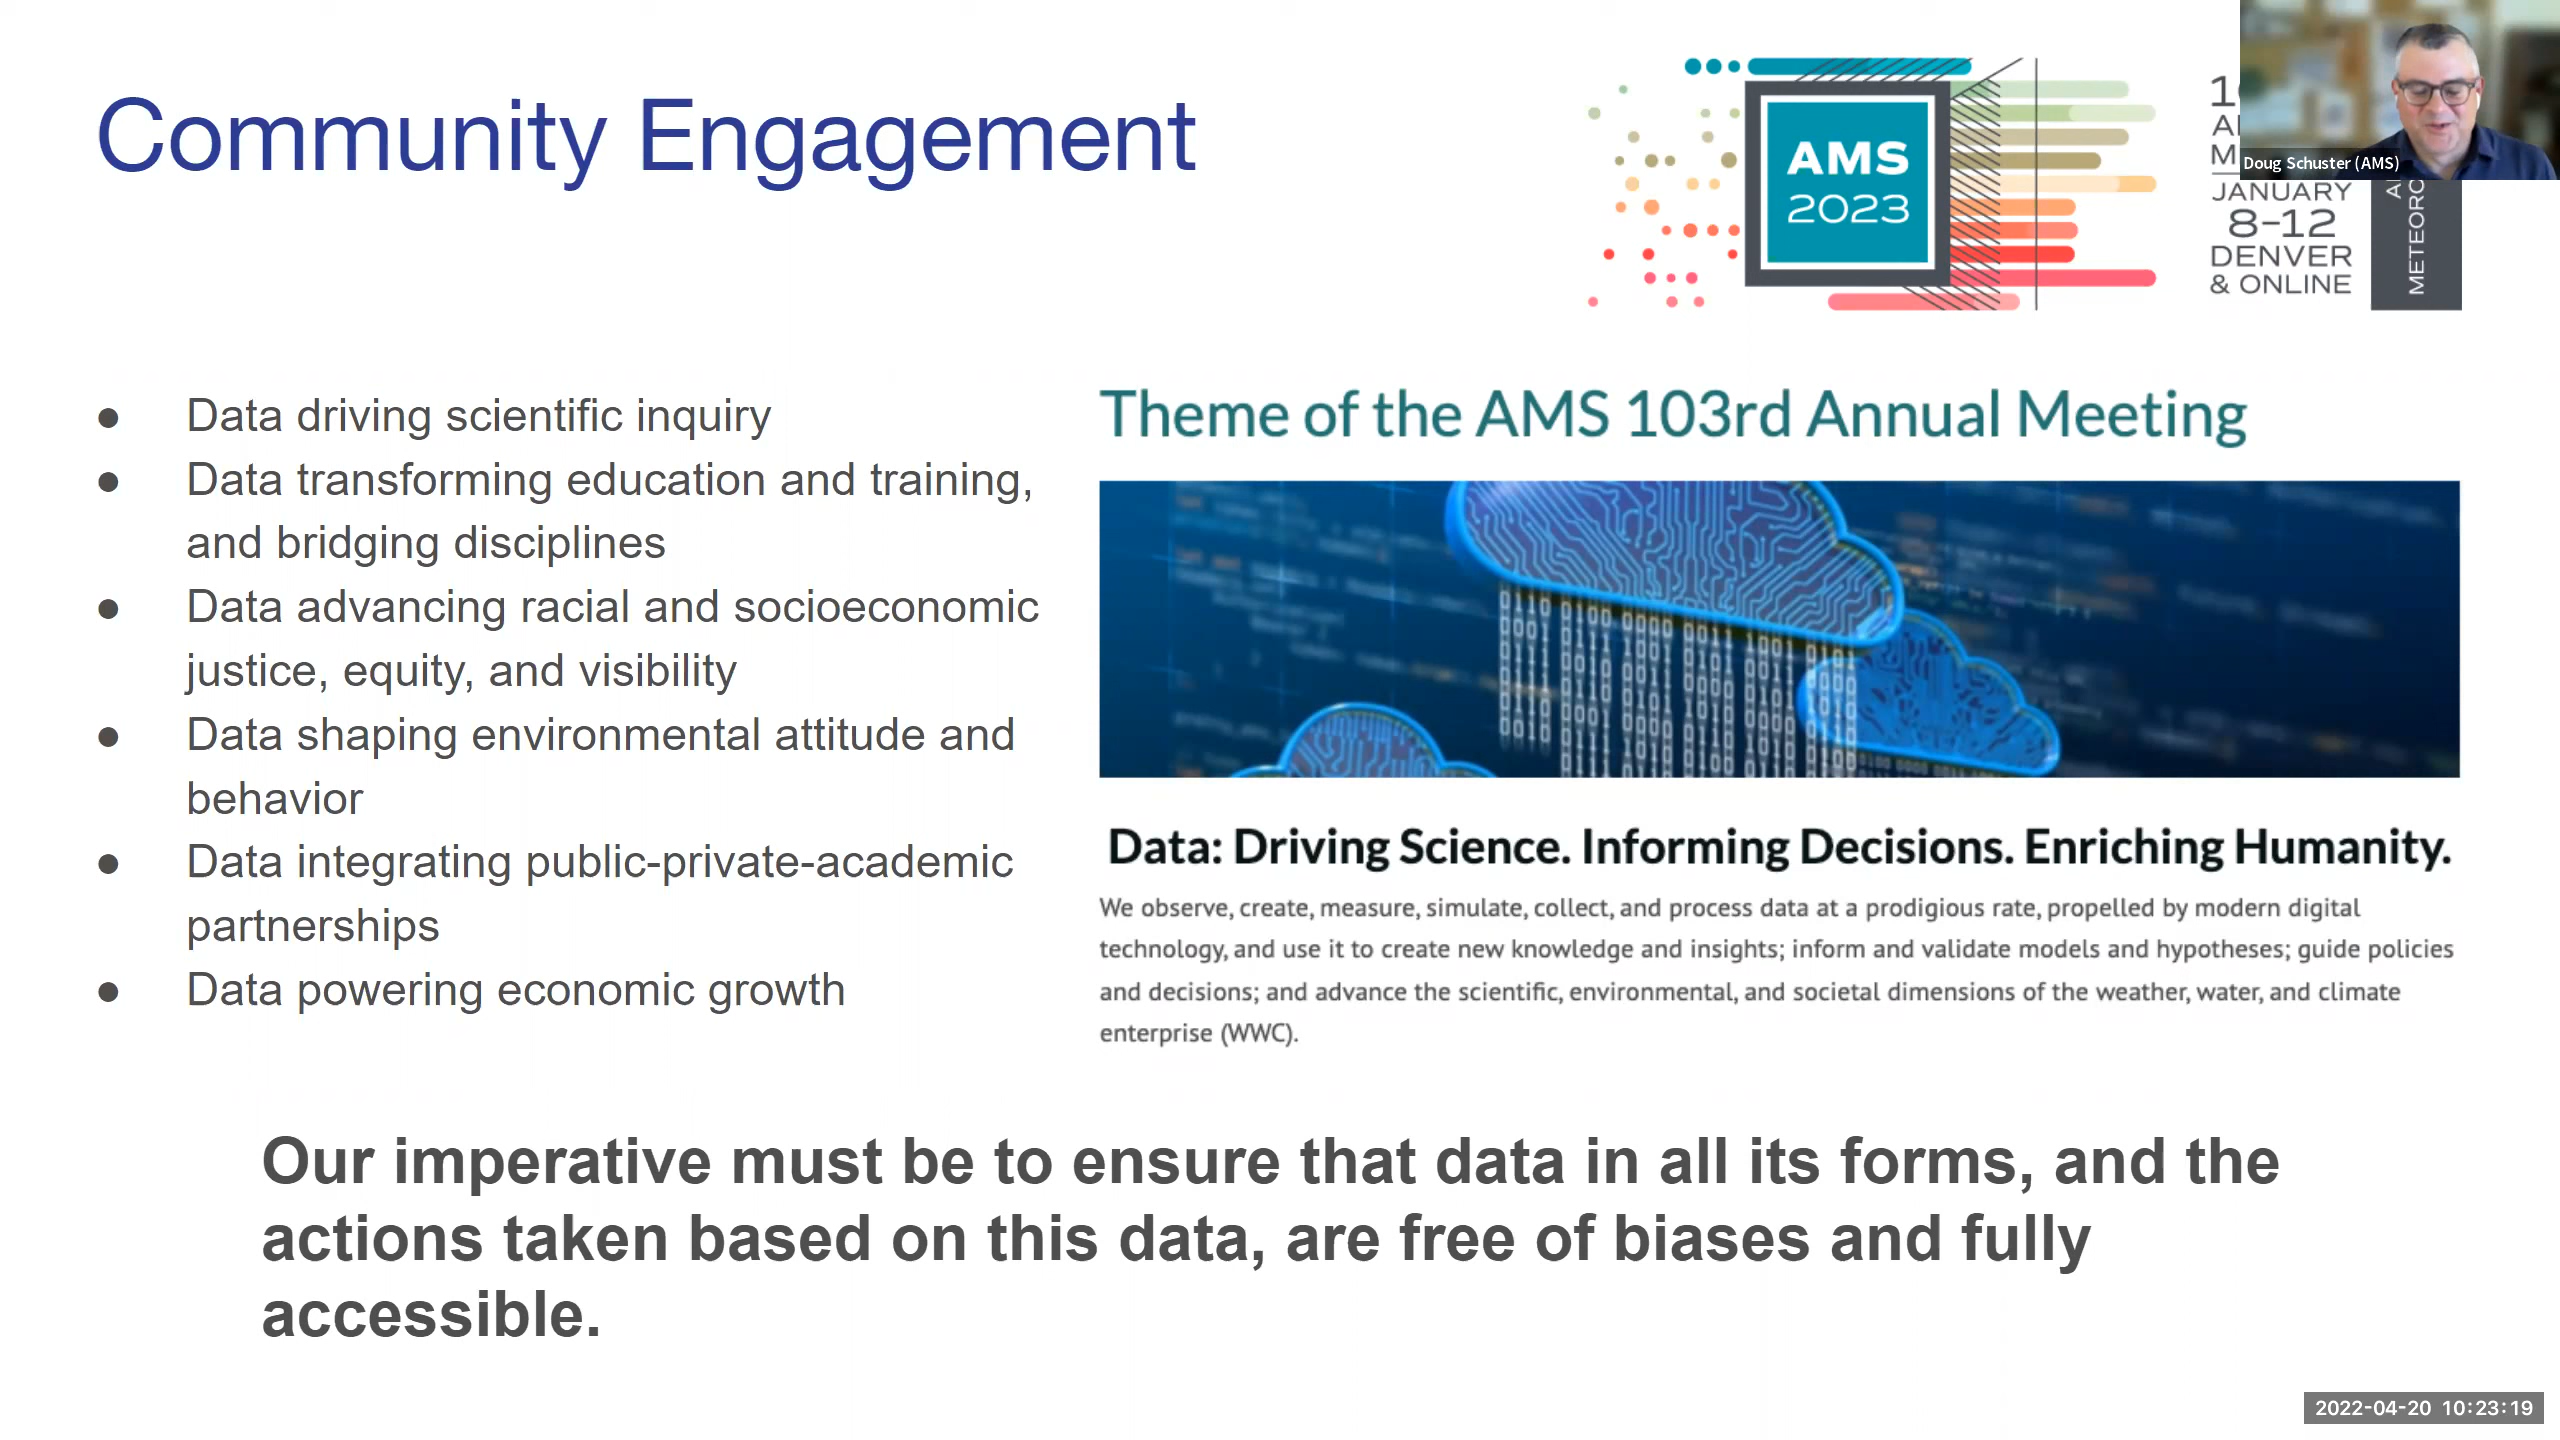 Community Engagement
AMS
2023
JANUARY
8–12
DENVER
& ONLINE
Doug Schuster (AMS)
● Data driving scientific inquiry
● Data transforming education and training,
and bridging disciplines
● Data advancing racial and socioeconomic
justice, equity, and visibility
● Data shaping environmental attitude and
behavior
● Data integrating public-private-academic
partnerships
● Data powering economic growth
Theme of the AMS 103rd Annual Meeting
Data: Driving Science. Informing Decisions. Enriching Humanity.
We observe, create, measure, simulate, collect, and process data at a prodigious rate, propelled by modern digital
technology, and use it to create new knowledge and insights; inform and validate models and hypotheses; guide policies
and decisions; and advance the scientific, environmental, and societal dimensions of the weather, water, and climate
enterprise (WWC).
Our imperative must be to ensure that data in all its forms, and the
actions taken based on this data, are free of biases and fully
accessible.
2022-04-20 10:23:19